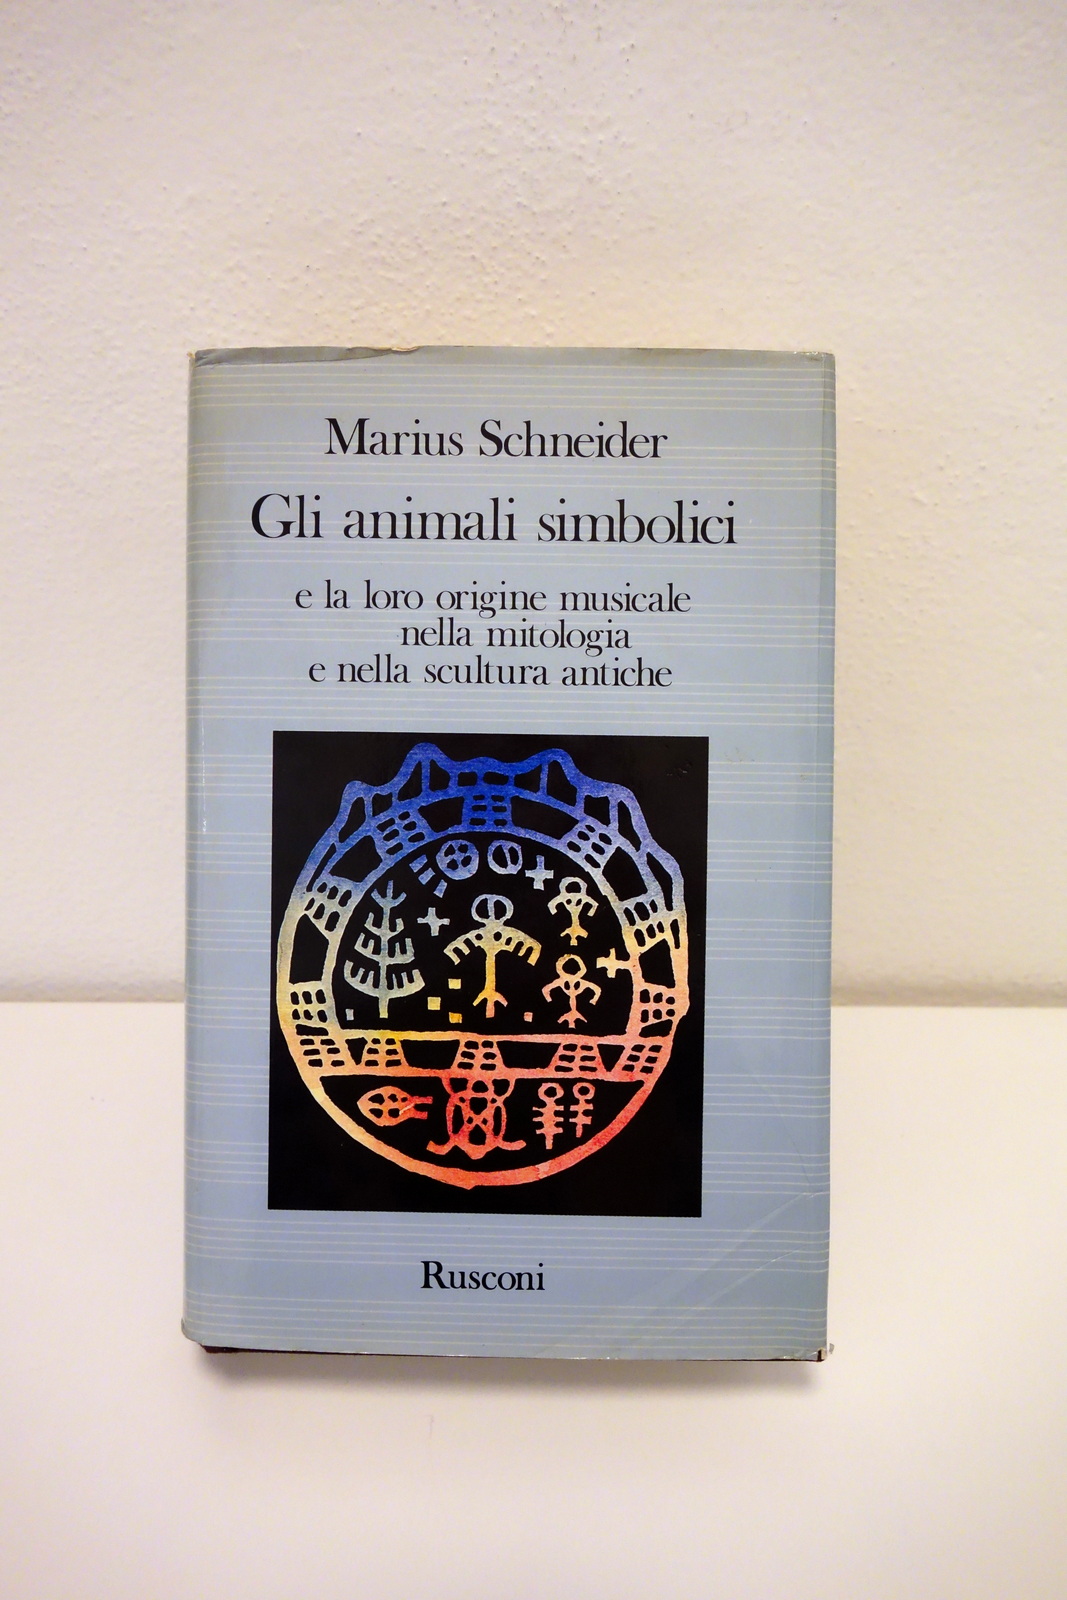 Marius Schneider
Gli animali simbolici
e la loro origine musicale
nella mitologia
e nella scultura antiche
Rusconi